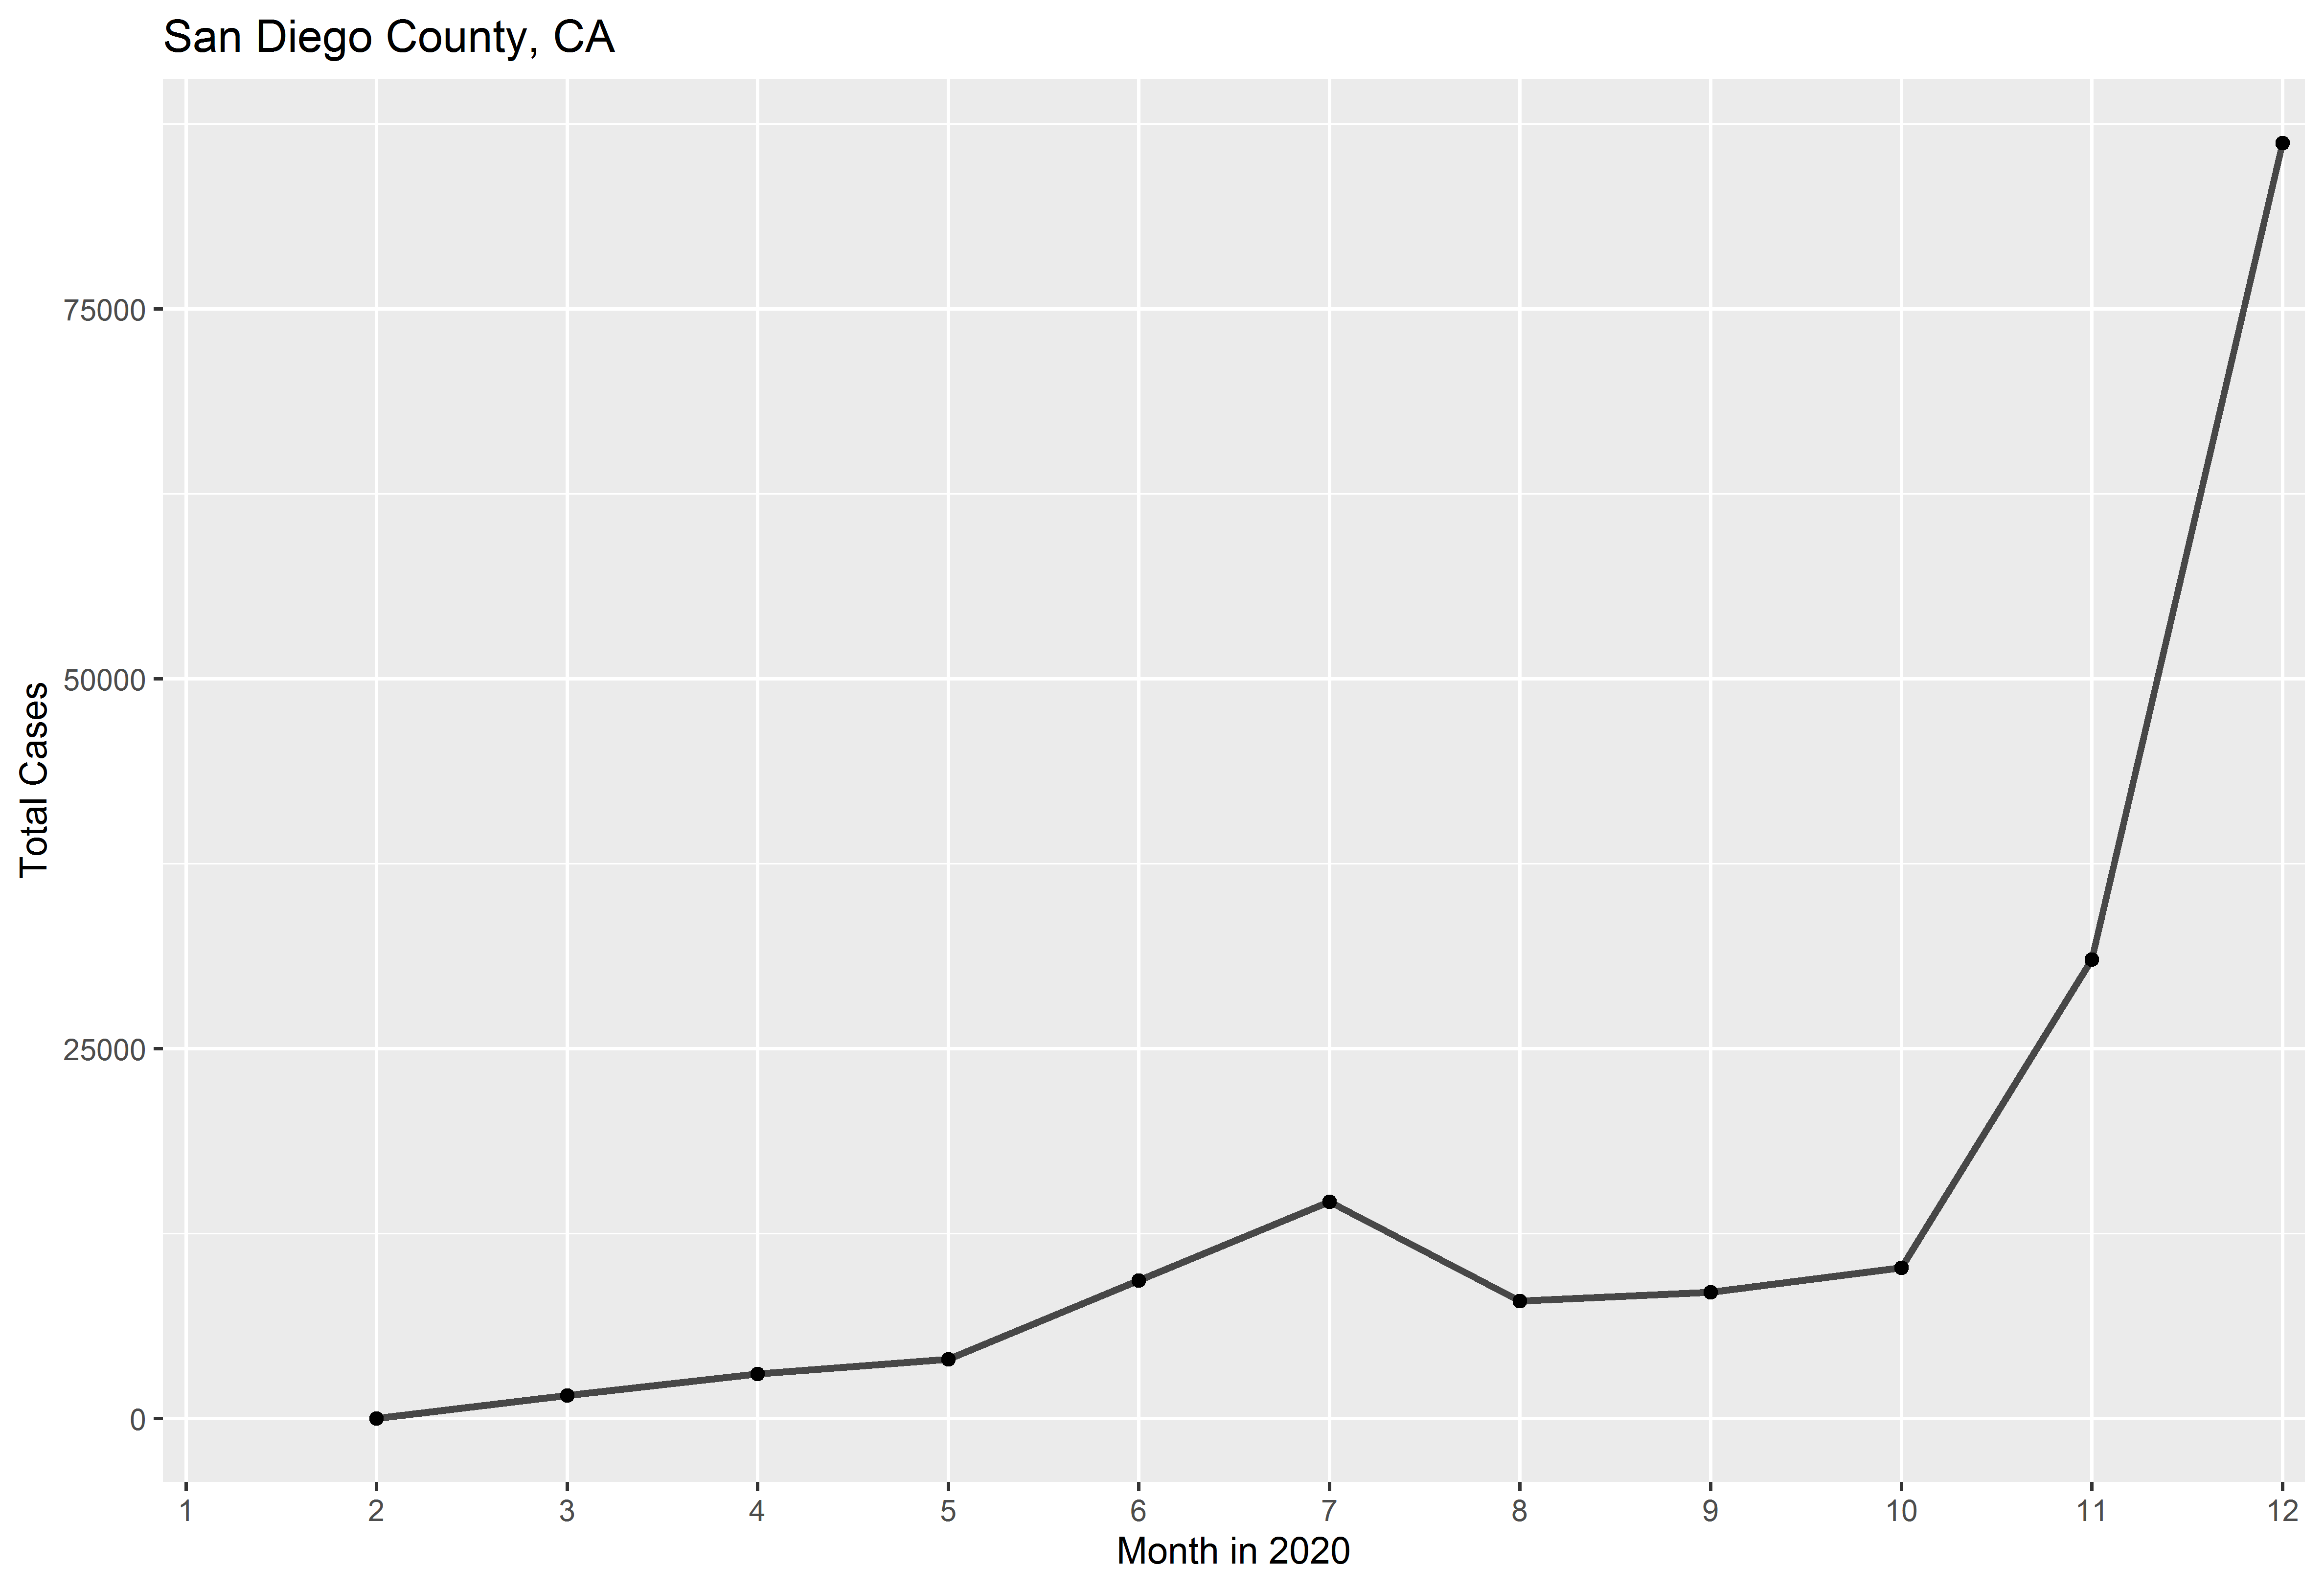 San Diego County, CA
75000
50000
25000
0
Total Cases
1 2 3 4 5 6 7 8 9 10 11 12
Month in 2020